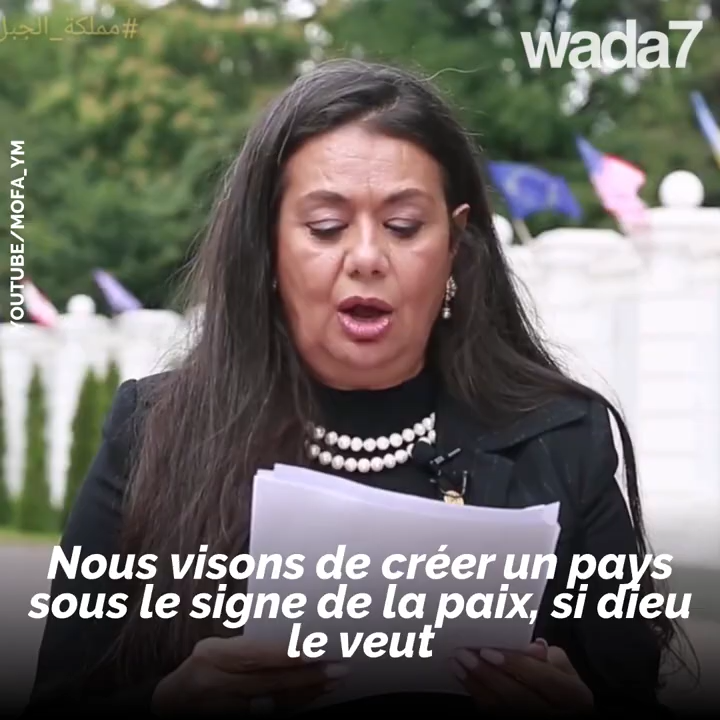 #مملكة_الجبل
wada7
YOUTUBE/MOFA_YM
Nous visons de créer un pays
sous le signe de la paix, si dieu
le veut